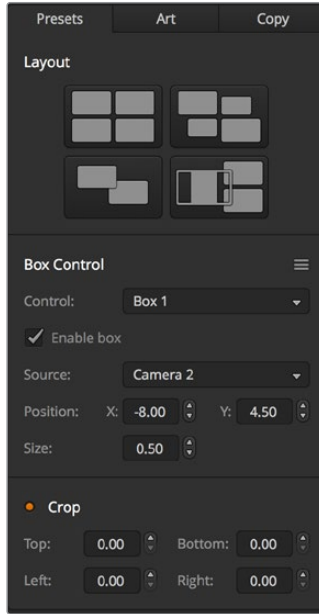 Presets Art Copy
Layout
Box Control
Control: Box 1
Enable box
Source: Camera 2
Position: X: -8.00 Y: 4.50
Size: 0.50
Crop
Top: 0.00 Bottom: 0.00
Left: 0.00 Right: 0.00